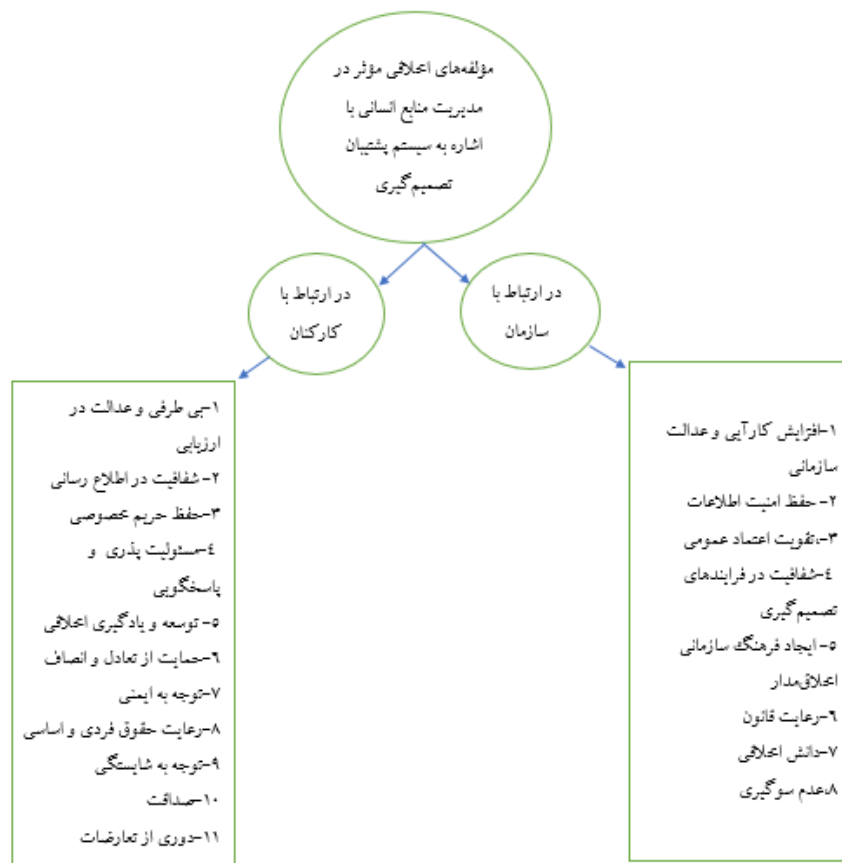 مؤلفه‌های اخلاقی مؤثر در
مدیریت منابع انسانی با
اشاره به سیستم پشتیبان
تصمیم‌گیری
در ارتباط با
سازمان
در ارتباط با
کارکنان
۱-افزایش کارآیی و عدالت
سازمانی
۲- حفظ امنیت اطلاعات
۳-،تقویت اعتماد عمومی
٤-شفافیت در فرایندهای
تصمیم‌گیری
٥- ایجاد فرهنگ سازمانی
اخلاق‌مدار
٦-رعایت قانون
۷-دانش اخلاقی
۸،عدم سوگیری
۱-بی طرفی و عدالت در
ارزیابی
۲- شفافیت در اطلاع رسانی
۳-حفظ حریم خصوصی
٤-مسئولیت پذری و
پاسخگویی
٥- توسعه و یادگیری اخلاقی
٦-حمایت از تعادل و انصاف
۷-توجه به ایمنی
۸-رعایت حقوق فردی و اساسی
۹-توجه به شایستگی
۱۰-صداقت
۱۱-دوری از تعارضات